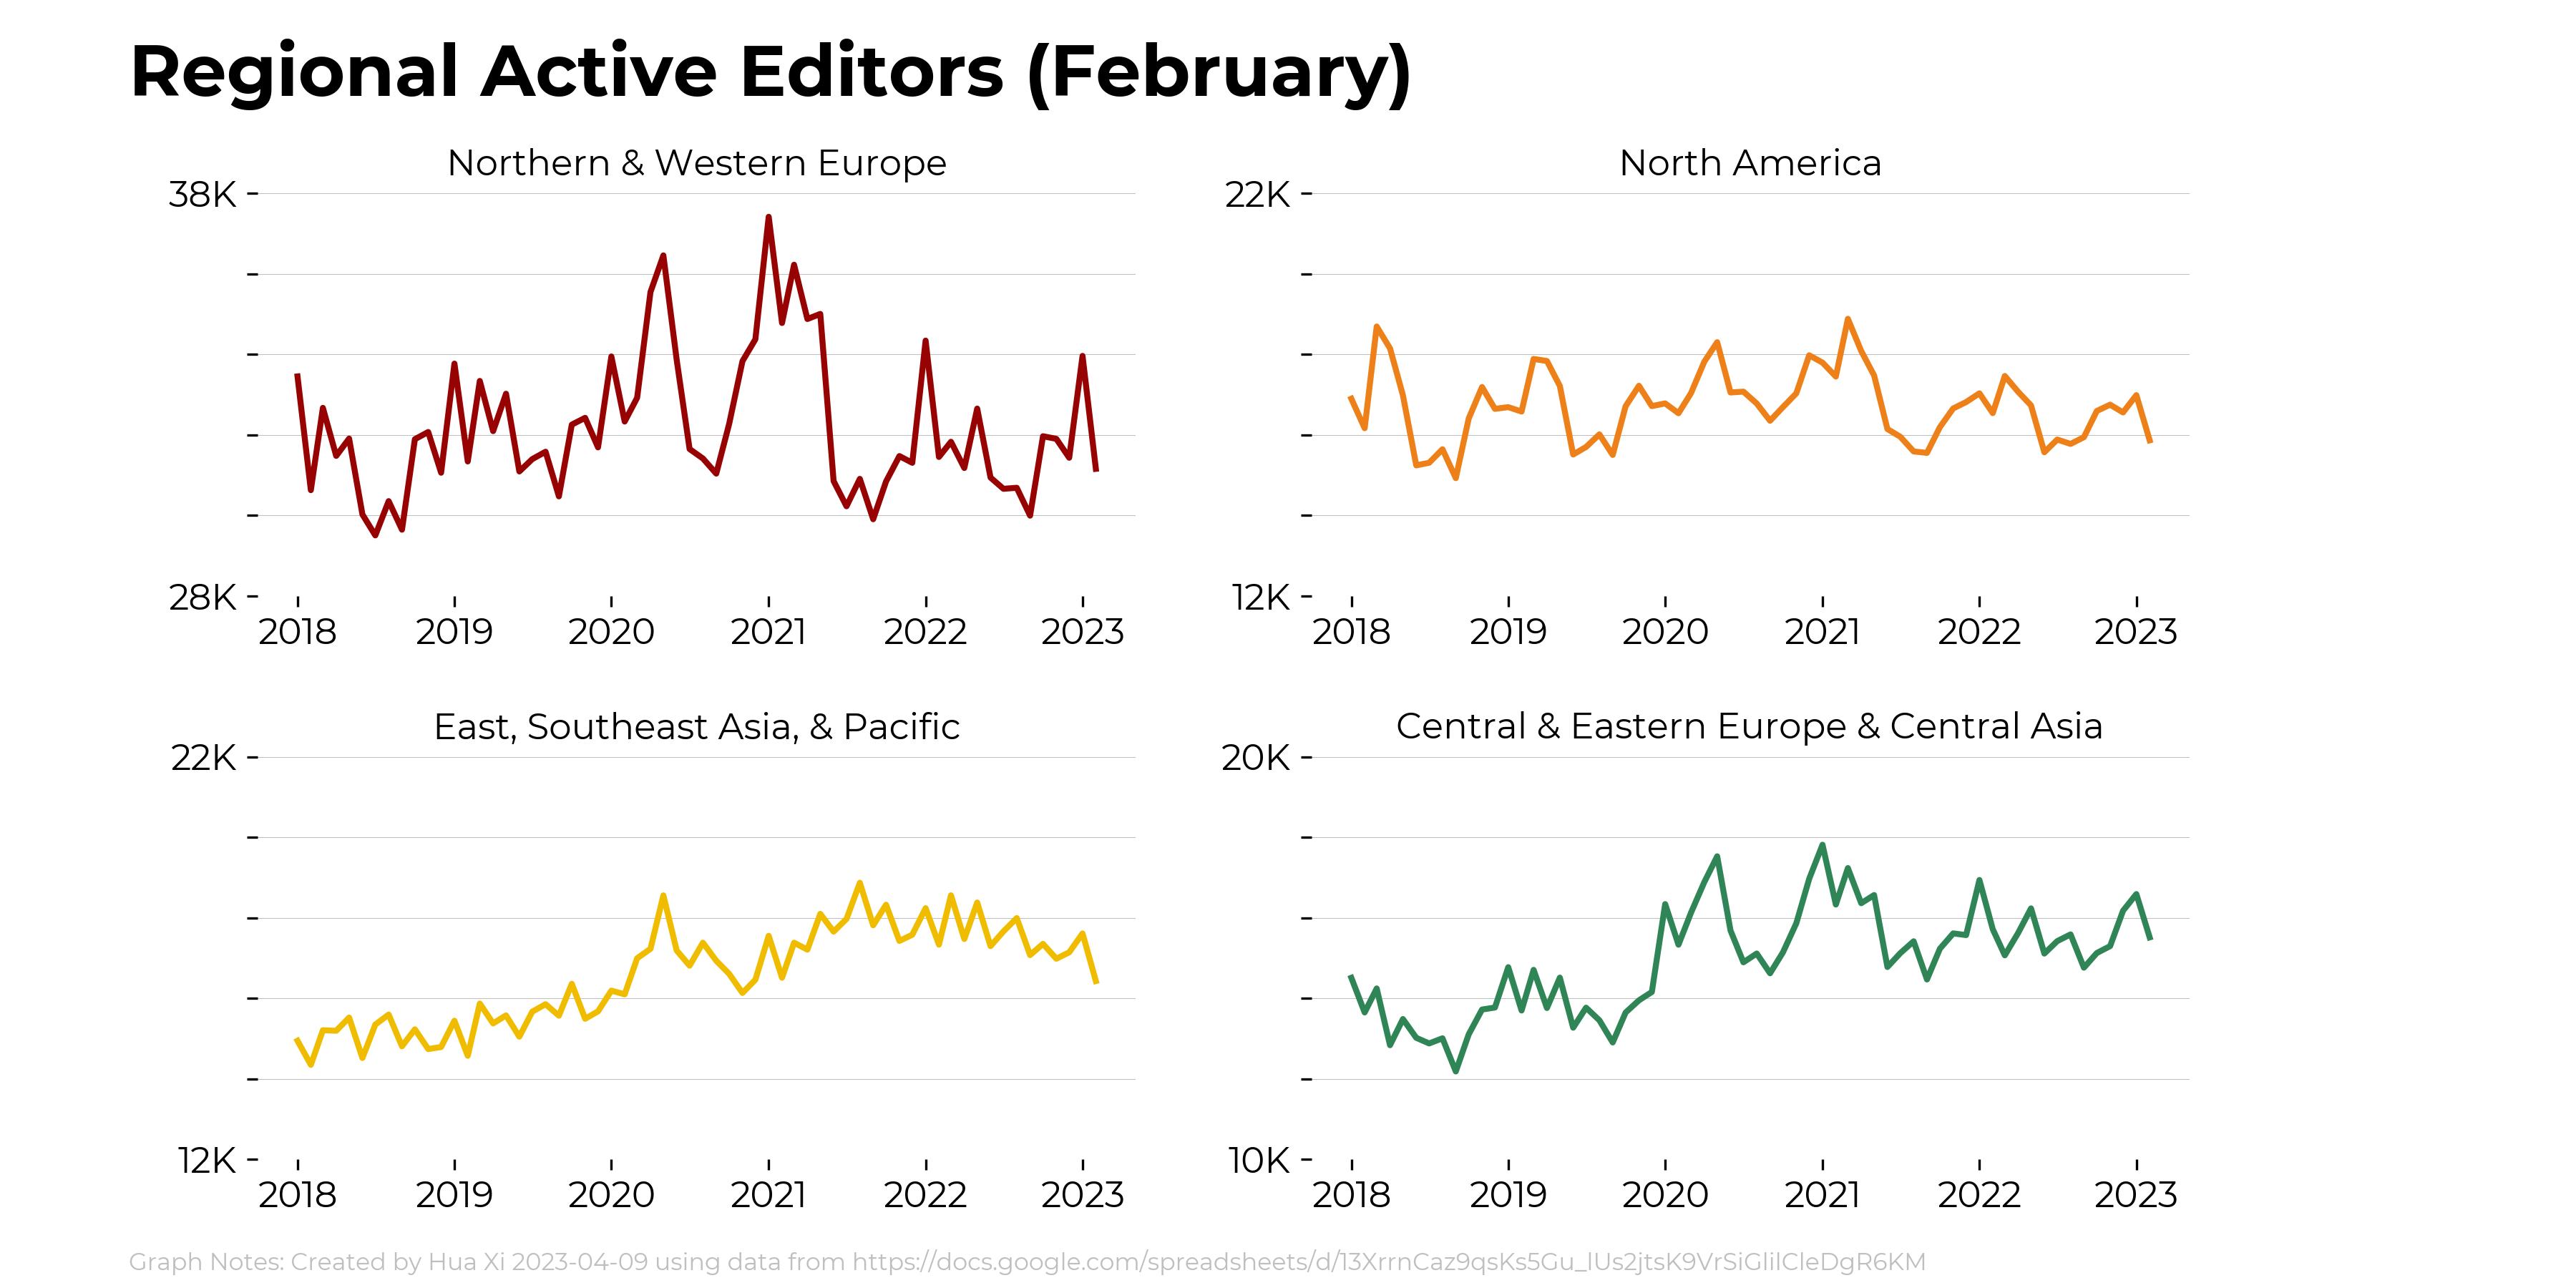 Regional Active Editors (February)
Northern & Western Europe
38K
28K
2018 2019 2020 2021 2022 2023
North America
22K
12K
2018 2019 2020 2021 2022 2023
East, Southeast Asia, & Pacific
22K
12K
2018 2019 2020 2021 2022 2023
Central & Eastern Europe & Central Asia
20K
10K
2018 2019 2020 2021 2022 2023
Graph Notes: Created by Hua Xi 2023-04-09 using data from https://docs.google.com/spreadsheets/d/13XrrnCaz9qsKs5Gu_lUs2jtsK9VrSiGlilCleDgR6KM